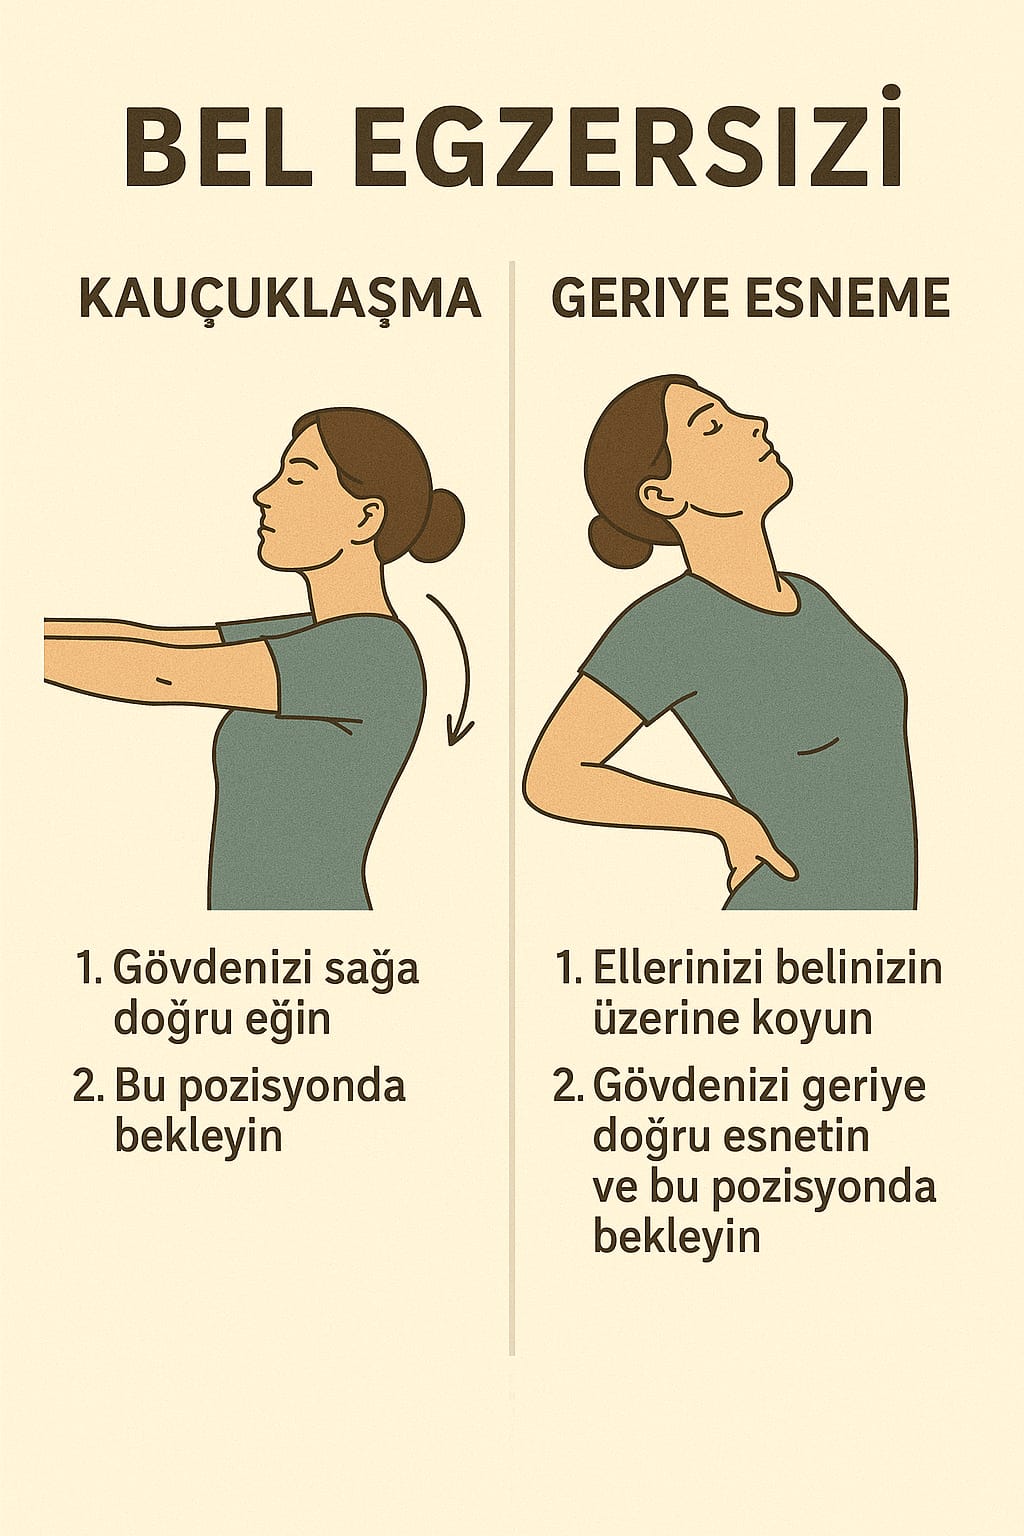 BEL EGZERSIZİ
KAUÇUKLAŞMA
1. Gövdenizi sağa
doğru eğin
2. Bu pozisyonda
bekleyin
GERIYE ESNEME
1. Ellerinizi belinizin
üzerine koyun
2. Gövdenizi geriye
doğru esnetin
ve bu pozisyonda
bekleyin